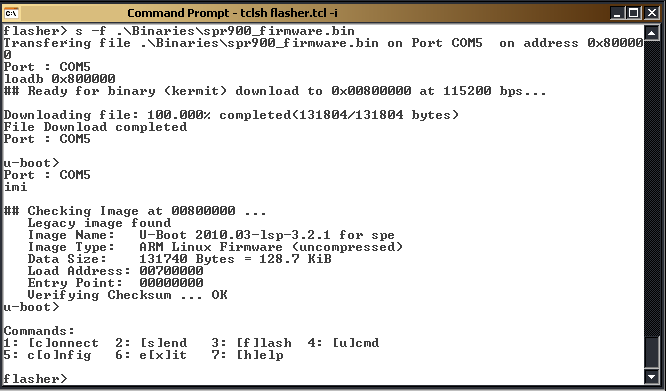 Command Prompt - tclsh flasher.tcl -i
flasher> s -f .\Binaries\spr900_firmware.bin
Transfering file .\Binaries\spr900_firmware.bin on Port COM5  on address 0x80000
0
Port : COM5
loadb 0x800000
## Ready for binary (kermit) download to 0x00800000 at 115200 bps...
Downloading file: 100.000% completed(131804/131804 bytes)
File Download completed
Port : COM5
u-boot>
Port : COM5
imi
## Checking Image at 00800000 ...
   Legacy image found
   Image Name:   U-Boot 2010.03-lsp-3.2.1 for spe
   Image Type:   ARM Linux Firmware (uncompressed)
   Data Size:    131740 Bytes = 128.7 KiB
   Load Address: 00700000
   Entry Point:  00000000
   Verifying Checksum ... OK
u-boot>
Commands:
1: [c]onnect  2: [s]end   3: [f]lash  4: [u]cmd
5: c[o]nfig   6: e[x]it   7: [h]elp
flasher>